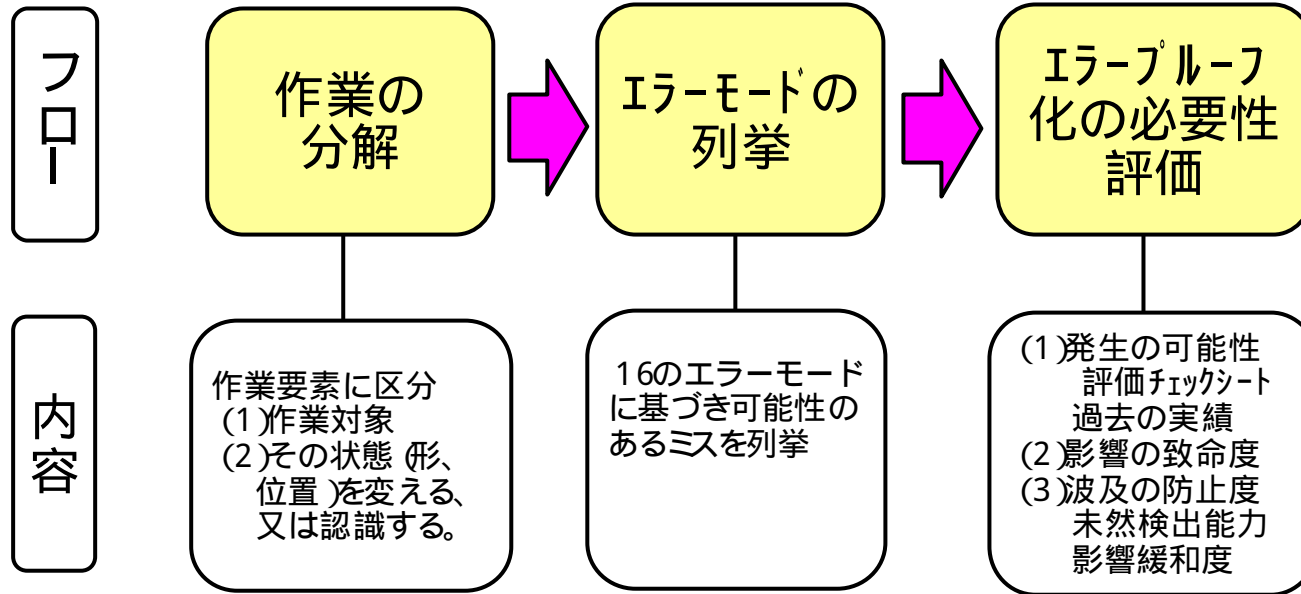 フロー
作業の
分解
エラーモードの
列挙
エラープルーフ
化の必要性
評価
内容
作業要素に区分
(1)作業対象
(2)その状態(形、
位置)を変える、
又は認識する。
16のエラーモード
に基づき可能性の
あるミスを列挙
(1)発生の可能性
評価チェックシート
過去の実績
(2)影響の致命度
(3)波及の防止度
未然検出能力
影響緩和度